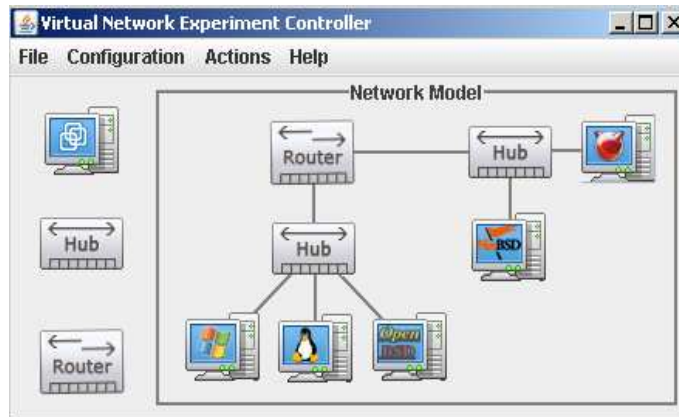 Virtual Network Experiment Controller
File Configuration Actions Help
Network Model
Router
Hub
Hub
Hub
BSD
Open
BSD
Router